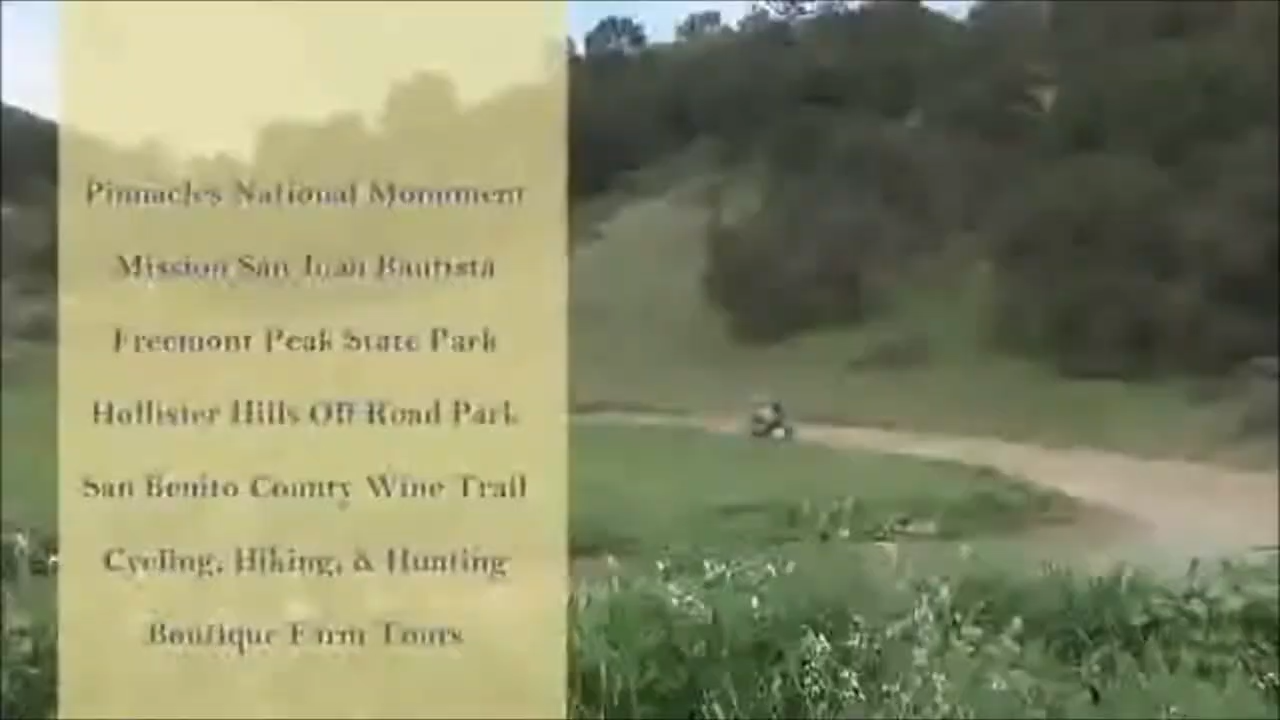 Pinnacles National Monument
Mission San Juan Bautista
Freemont Peak State Park
Hollister Hills Off Road Park
San Benito County Wine Trail
Cycling, Hiking, & Hunting
Boutique Farm Tours